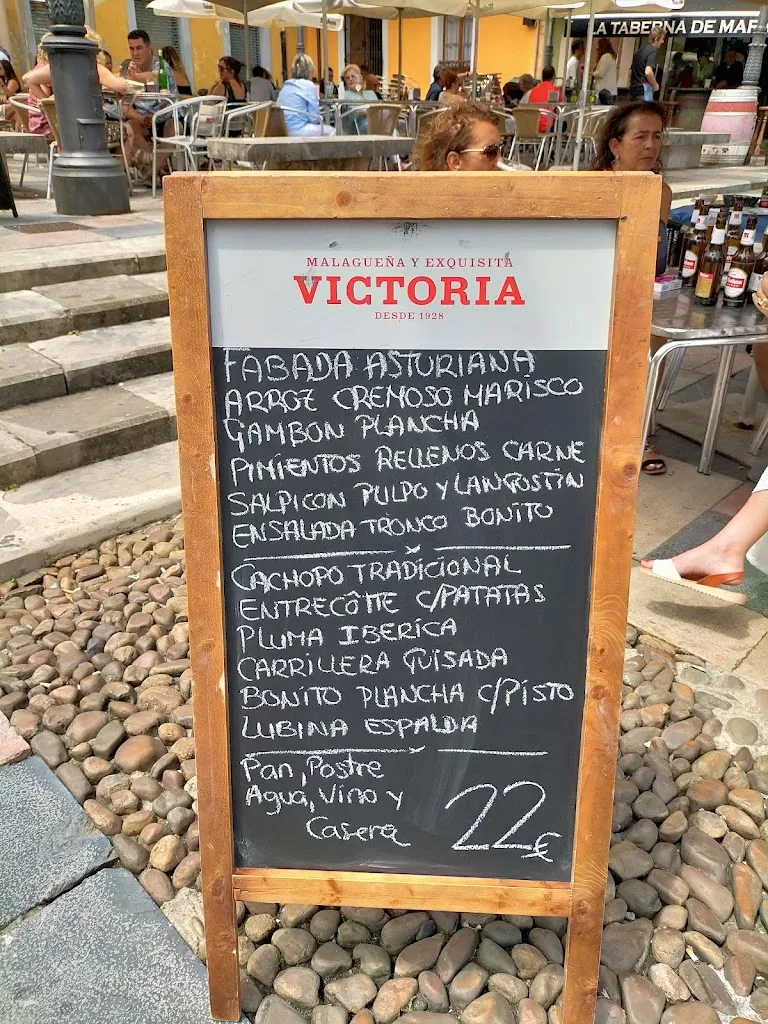 LA TABERNA DE MAR
MALAGUEÑA Y EXQUISITA
VICTORIA
DESDE 1928
FABADA ASTURIANA
ARROZ CREMOSO MARISCO
GAMBON PLANCHA
PIMIENTOS RELLENOS CARNE
SALPICON PULPO Y LANGOSTIN
ENSALADA TRONCO BONITO
CACHOPO TRADICIONAL
ENTRECÔTTE C/PATATAS
PLUMA IBERICA
CARRILLERA GUISADA
BONITO PLANCHA C/PISTO
LUBINA ESPALDA
Pan, Postre
Agua, Vino y
Casera
22€